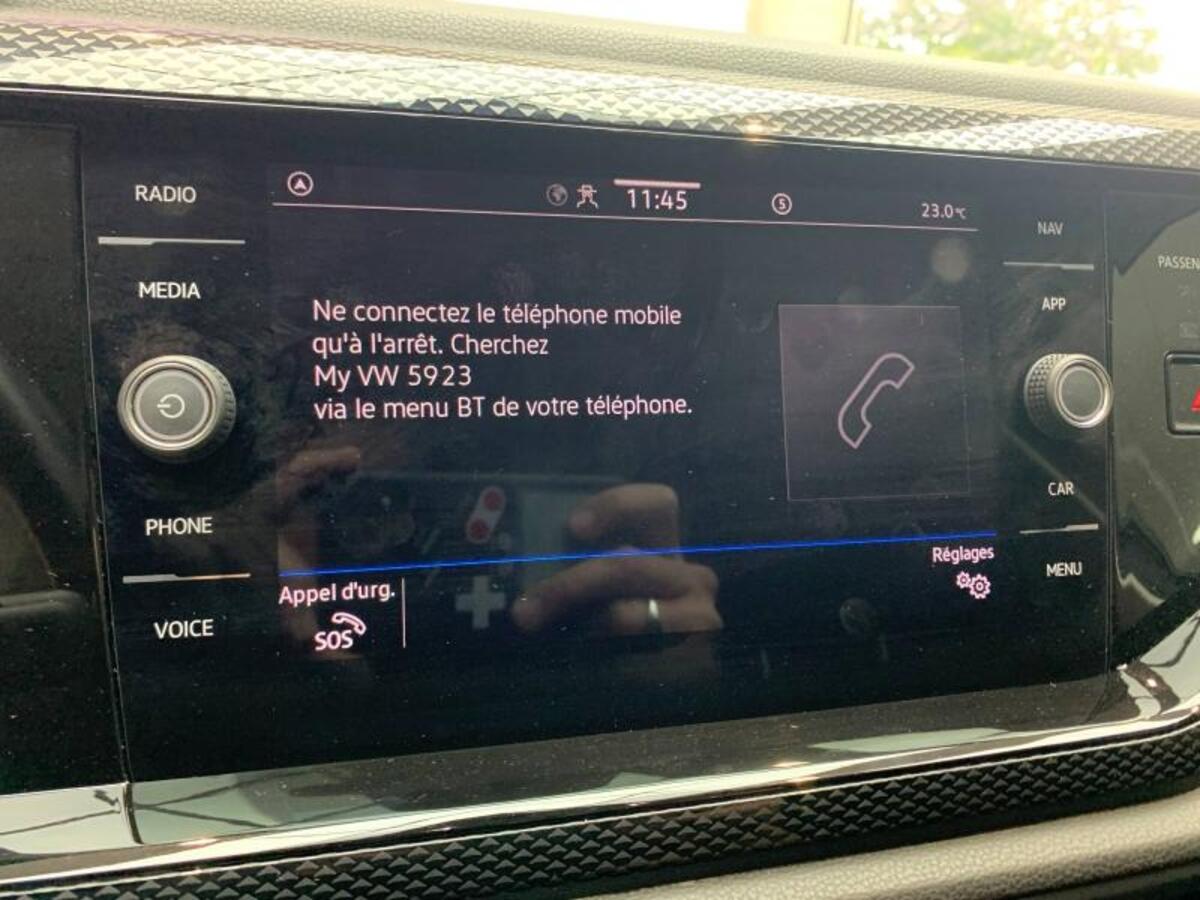 RADIO
MEDIA
PHONE
VOICE
11:45
S
23.0°C
Ne connectez le téléphone mobile
qu'à l'arrêt. Cherchez
My VW 5923
via le menu BT de votre téléphone.
Appel d'urg.
SOS
Réglages
NAV
APP
CAR
MENU
PASSEN